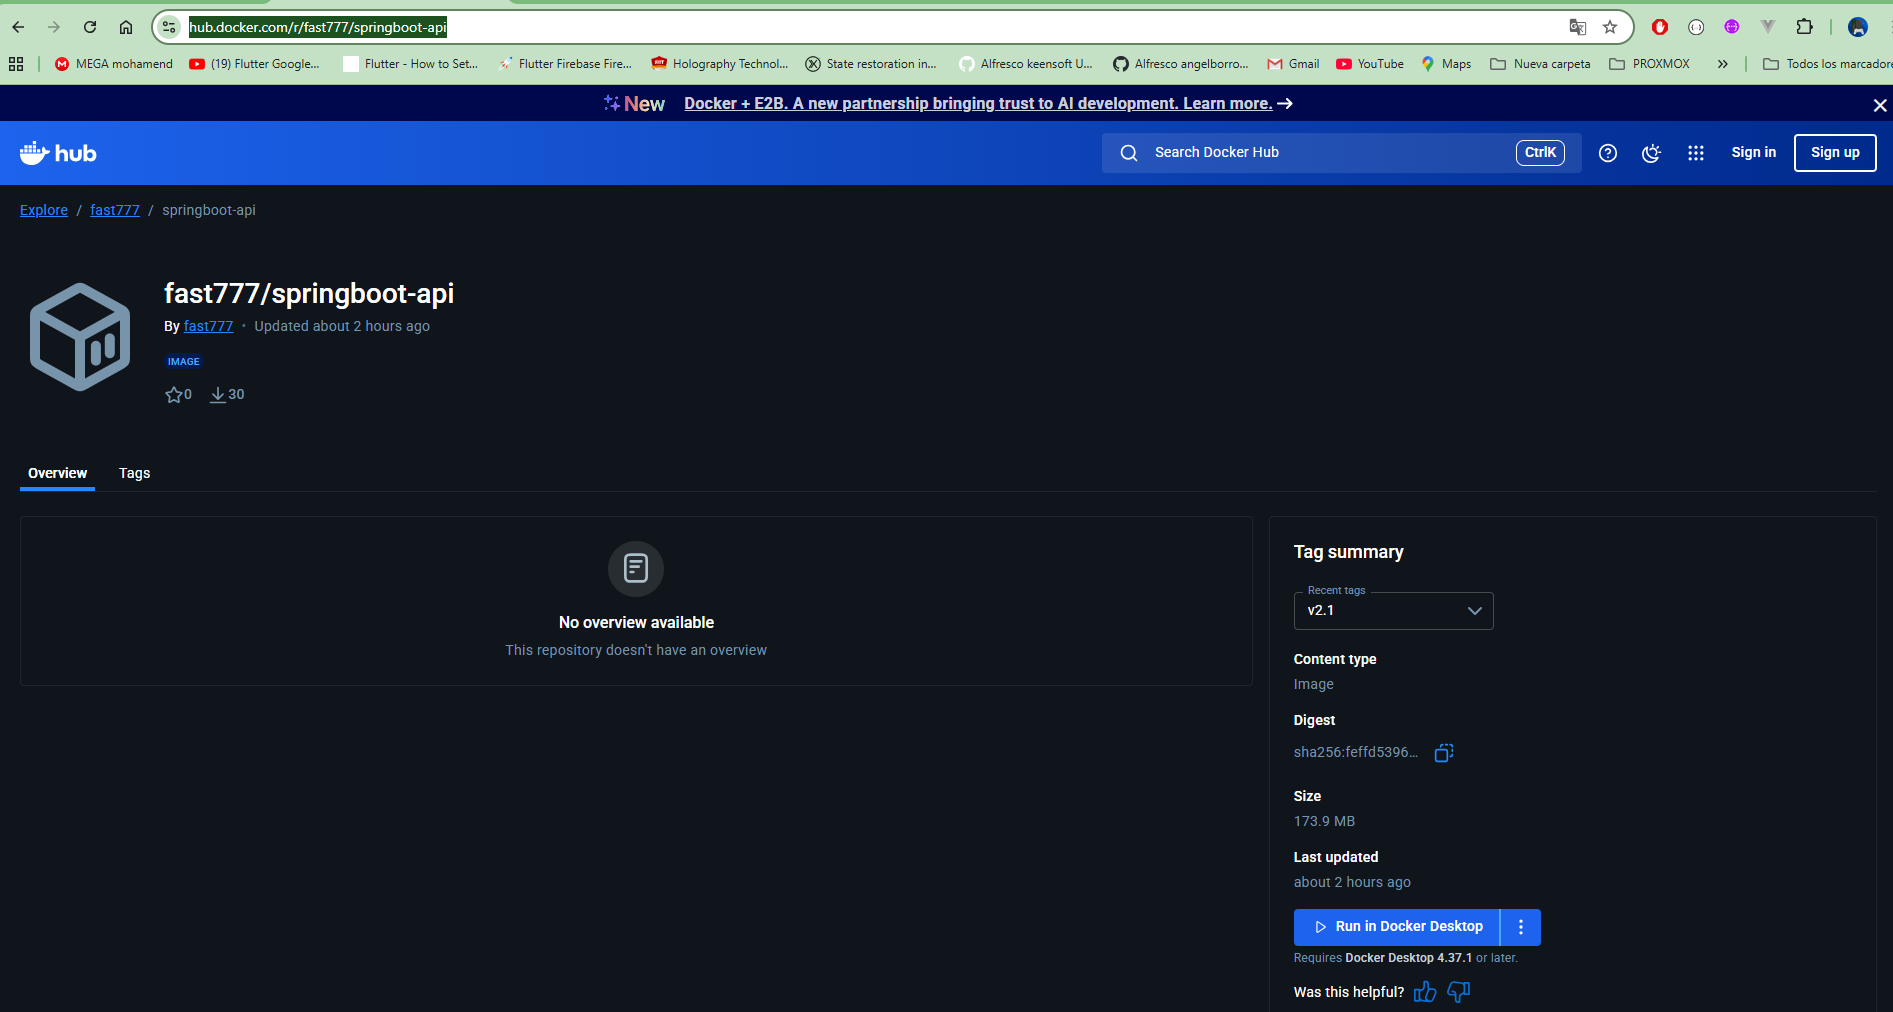 hub.docker.com/r/fast777/springboot-api
MEGA mohamend (19) Flutter Google... Flutter - How to Set... Flutter Firebase Fire... Holography Technol... State restoration in... Alfresco keensoft U... Alfresco angelborro... Gmail YouTube Maps Nueva carpeta PROXMOX » Todos los marcadore
New Docker + E2B. A new partnership bringing trust to AI development. Learn more. →
hub Search Docker Hub CtrlK Sign in Sign up
Explore / fast777 / springboot-api
fast777/springboot-api
By fast777 • Updated about 2 hours ago
IMAGE
0 30
Overview Tags
No overview available
This repository doesn't have an overview
Tag summary
Recent tags
v2.1
Content type
Image
Digest
sha256:feffd5396...
Size
173.9 MB
Last updated
about 2 hours ago
Run in Docker Desktop
Requires Docker Desktop 4.37.1 or later.
Was this helpful?